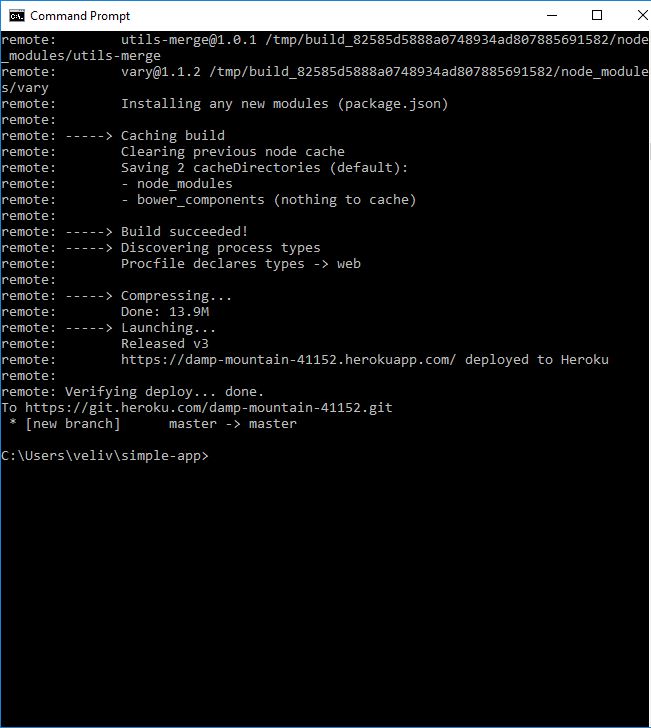 Command Prompt
remote:        utils-merge@1.0.1 /tmp/build_82585d5888a0748934ad807885691582/node
_modules/utils-merge
remote:        vary@1.1.2 /tmp/build_82585d5888a0748934ad807885691582/node_module
s/vary
remote:        Installing any new modules (package.json)
remote:
remote: -----> Caching build
remote:        Clearing previous node cache
remote:        Saving 2 cacheDirectories (default):
remote:        - node_modules
remote:        - bower_components (nothing to cache)
remote:
remote: -----> Build succeeded!
remote: -----> Discovering process types
remote:        Procfile declares types -> web
remote:
remote: -----> Compressing...
remote:        Done: 13.9M
remote: -----> Launching...
remote:        Released v3
remote:        https://damp-mountain-41152.herokuapp.com/ deployed to Heroku
remote:
remote: Verifying deploy... done.
To https://git.heroku.com/damp-mountain-41152.git
 * [new branch]      master -> master
C:\Users\veliv\simple-app>